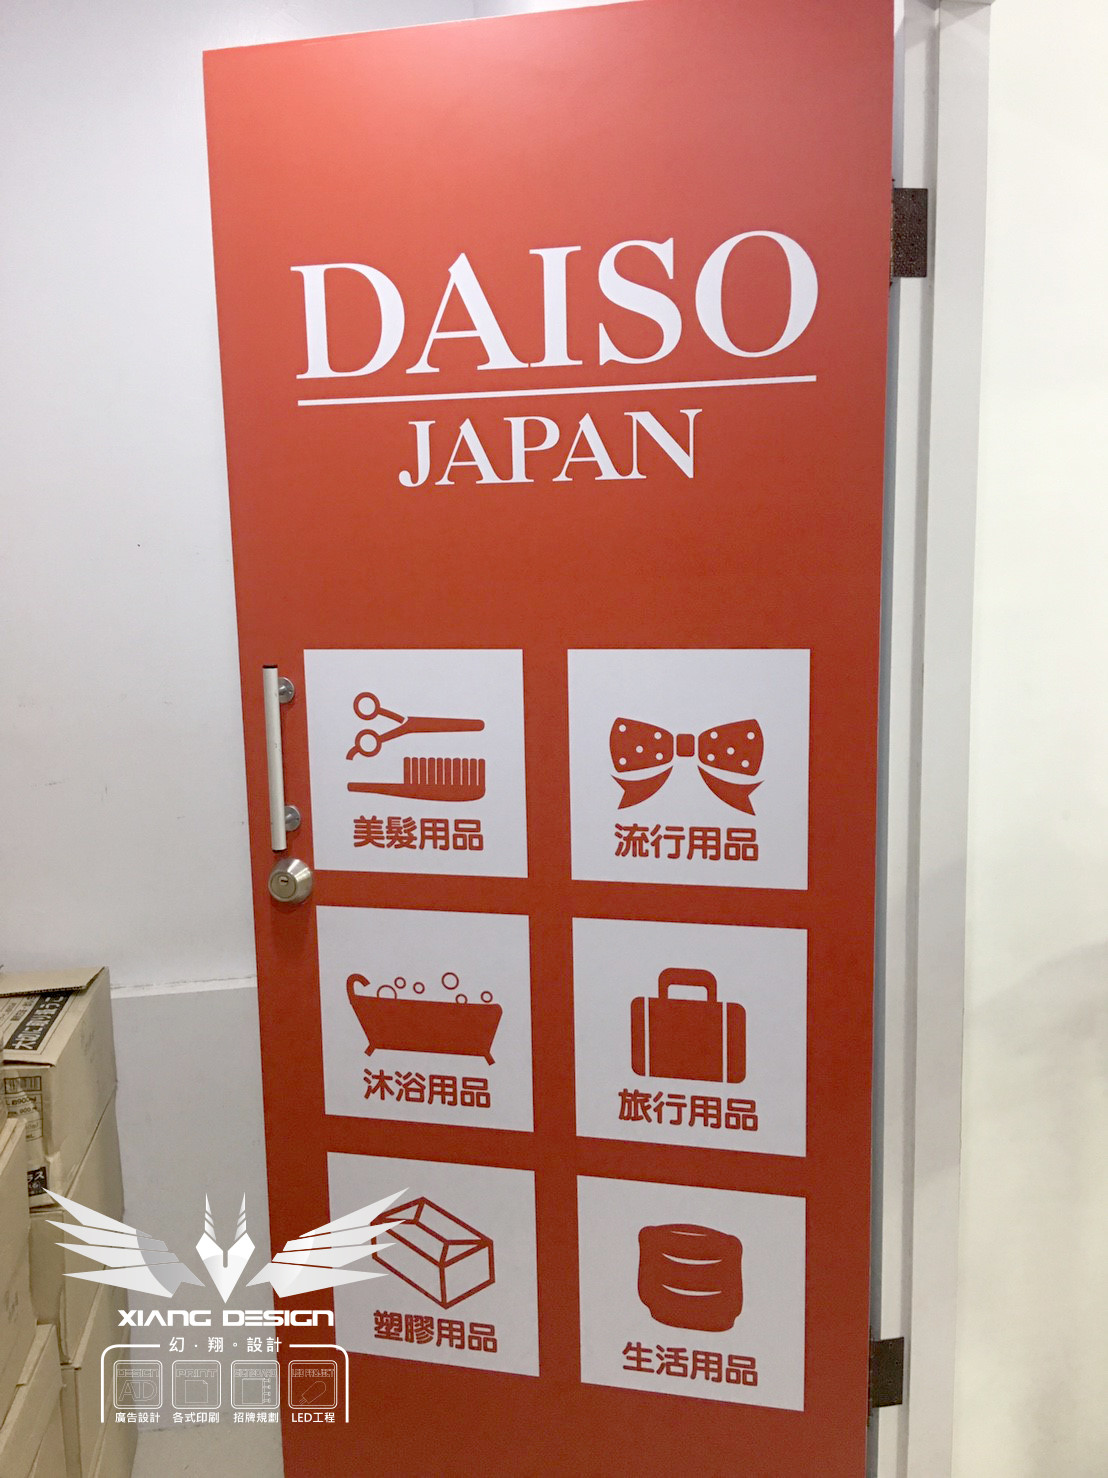 DAISO
JAPAN
美髮用品
流行用品
沐浴用品
旅行用品
塑膠用品
生活用品
XIANG DESIGN
幻．翔。設計
AD
PRINT
廣告設計 各式印刷 招牌規劃 LED工程